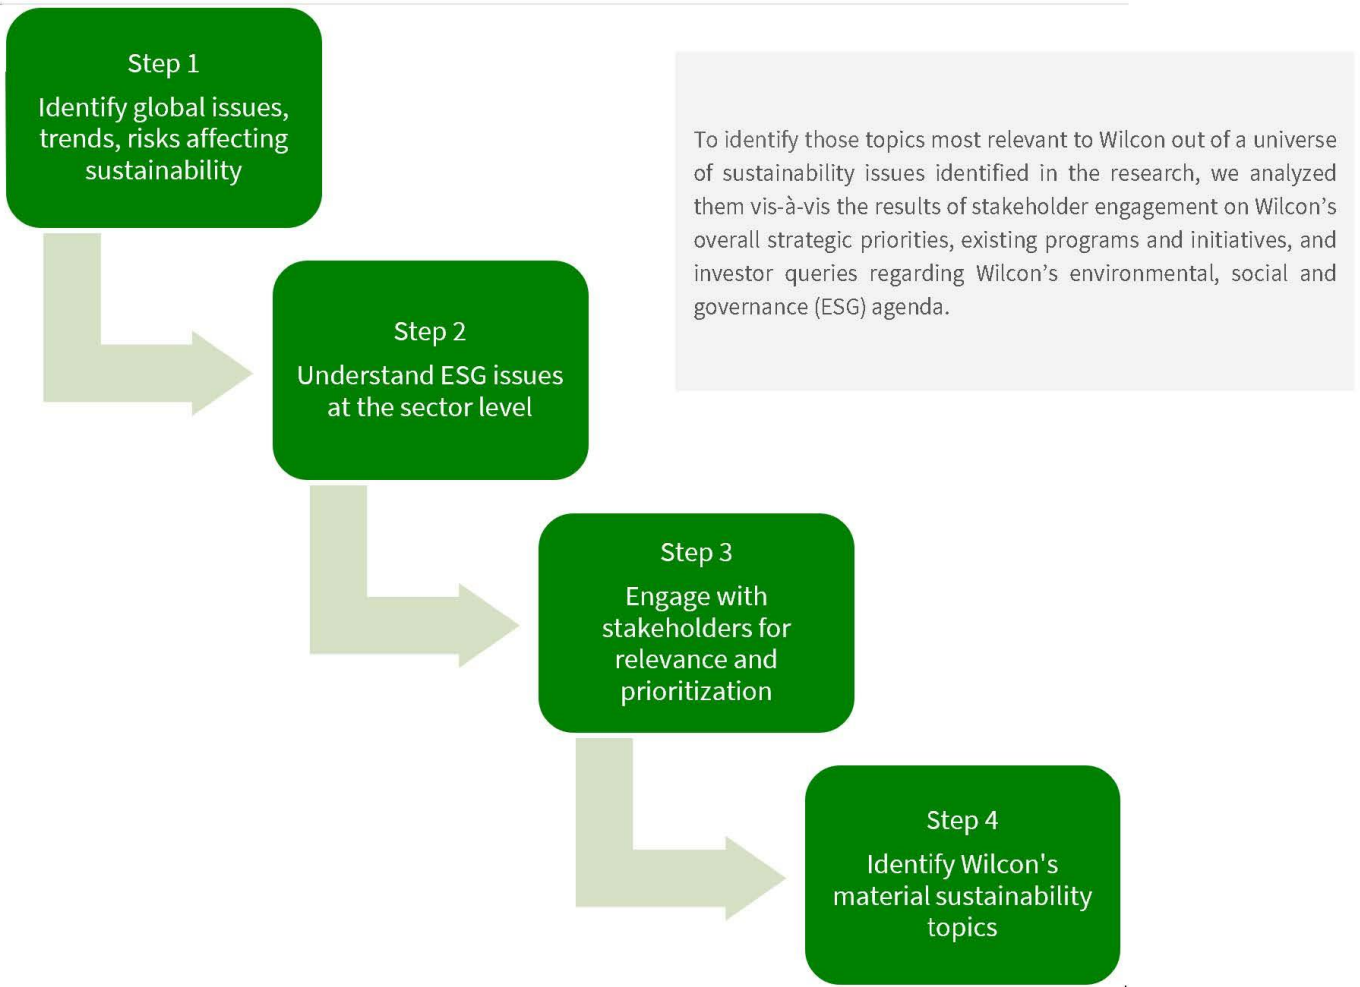 Step 1
Identify global issues,
trends, risks affecting
sustainability
To identify those topics most relevant to Wilcon out of a universe
of sustainability issues identified in the research, we analyzed
them vis-à-vis the results of stakeholder engagement on Wilcon’s
overall strategic priorities, existing programs and initiatives, and
investor queries regarding Wilcon’s environmental, social and
governance (ESG) agenda.
Step 2
Understand ESG issues
at the sector level
Step 3
Engage with
stakeholders for
relevance and
prioritization
Step 4
Identify Wilcon's
material sustainability
topics